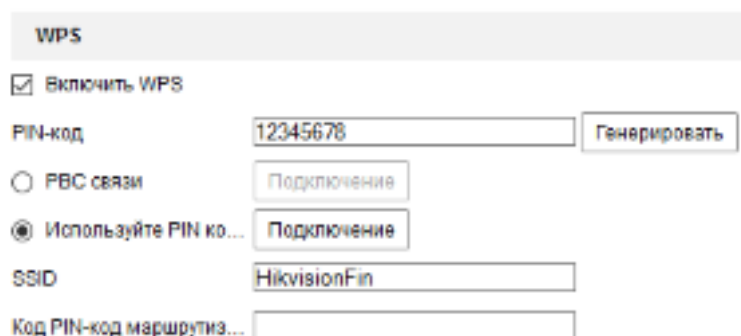 WPS
Включить WPS
PIN-код 12345678 Генерировать
PBC связи Подключение
Используйте PIN ко... Подключение
SSID HikvisionFin
Код PIN-код маршрутиз...